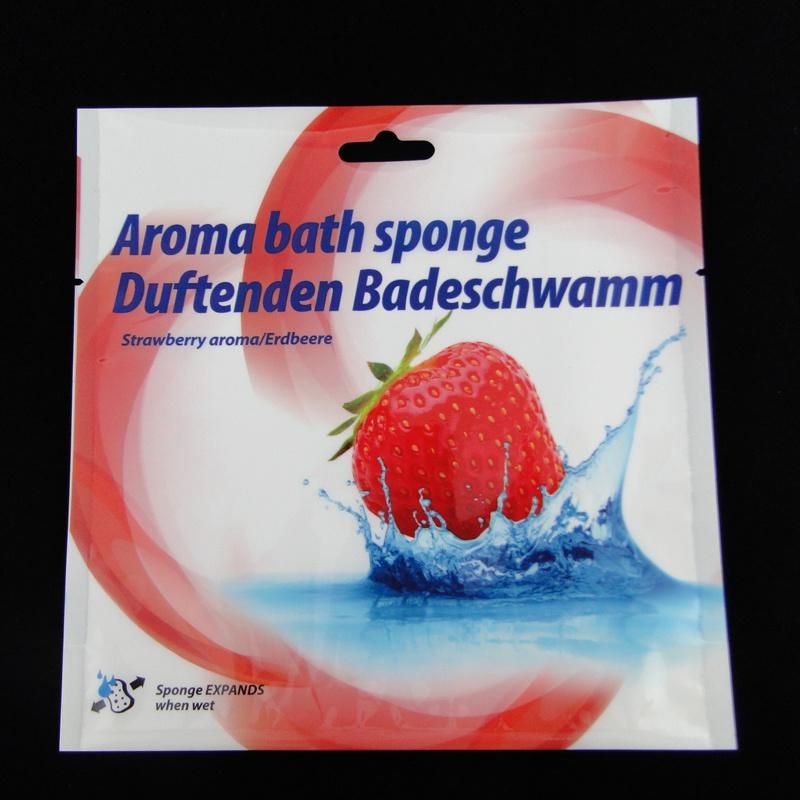 Aroma bath sponge
Duftenden Badeschwamm
Strawberry aroma/Erdbeere
Sponge EXPANDS
when wet